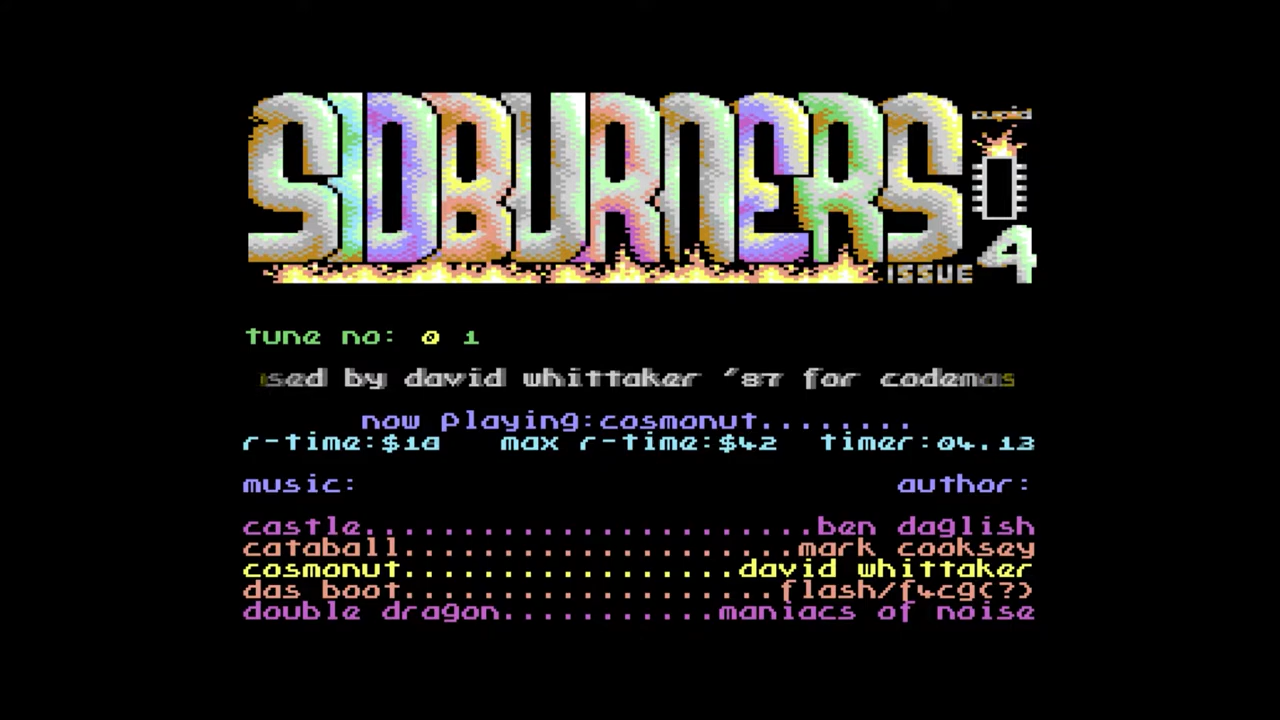 SIDBURNERS
cupid
ISSUE 4
tune no: 0 1
sed by david whittaker '87 for codemas
now playing:cosmonut........
r-time:$1a max r-time:$42 timer:04.13
music: author:
castle.......................ben daglish
cataball....................mark cooksey
cosmonut.................david whittaker
das boot...................flash/f4cg(?)
double dragon...........maniacs of noise